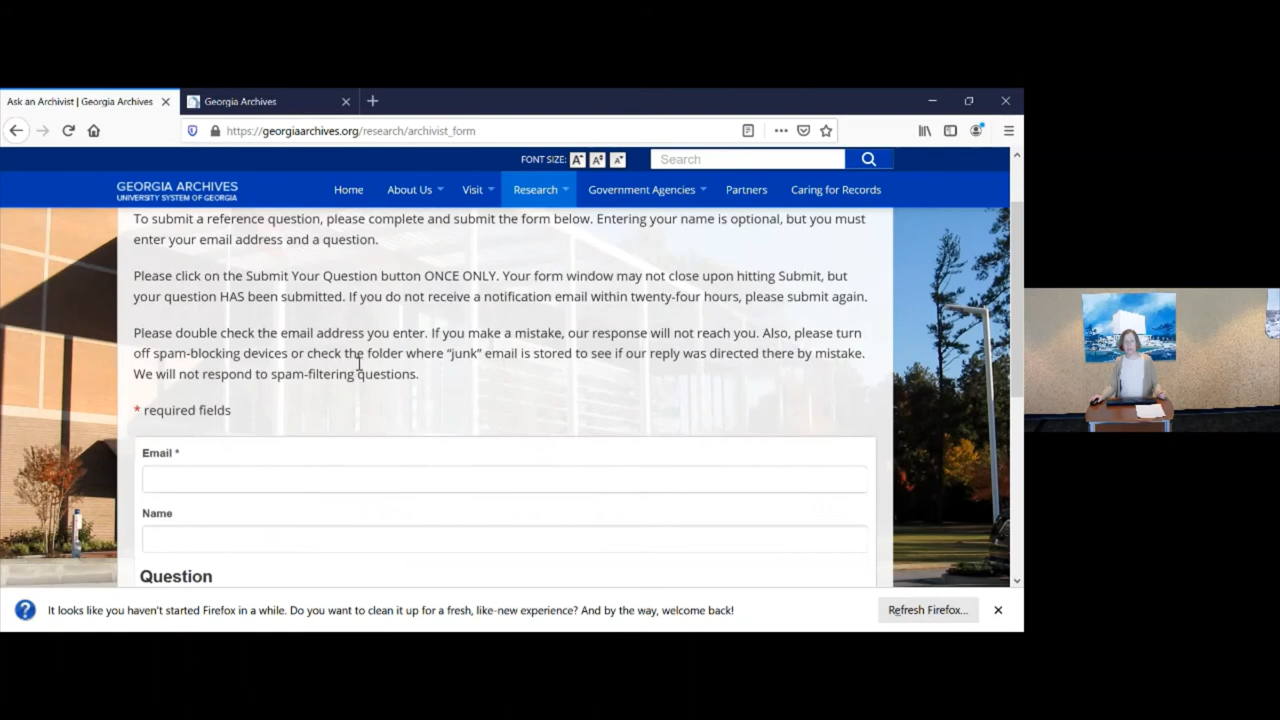 Ask an Archivist | Georgia Archives
Georgia Archives
https://georgiaarchives.org/research/archivist_form
FONT SIZE: A+ A± A-
Search
GEORGIA ARCHIVES
UNIVERSITY SYSTEM OF GEORGIA
Home About Us Visit Research Government Agencies Partners Caring for Records
To submit a reference question, please complete and submit the form below. Entering your name is optional, but you must
enter your email address and a question.
Please click on the Submit Your Question button ONCE ONLY. Your form window may not close upon hitting Submit, but
your question HAS been submitted. If you do not receive a notification email within twenty-four hours, please submit again.
Please double check the email address you enter. If you make a mistake, our response will not reach you. Also, please turn
off spam-blocking devices or check the folder where “junk” email is stored to see if our reply was directed there by mistake.
We will not respond to spam-filtering questions.
* required fields
Email *
Name
Question
It looks like you haven't started Firefox in a while. Do you want to clean it up for a fresh, like-new experience? And by the way, welcome back!
Refresh Firefox...